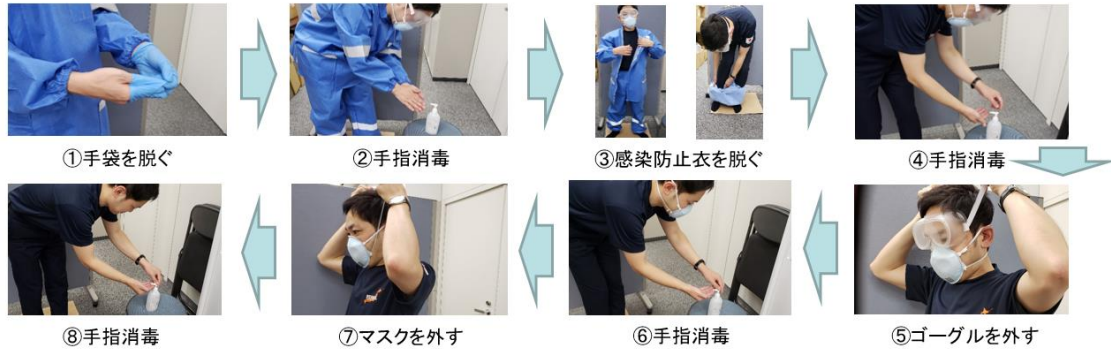 ①手袋を脱ぐ
②手指消毒
③感染防止衣を脱ぐ
④手指消毒
⑤ゴーグルを外す
⑥手指消毒
⑦マスクを外す
⑧手指消毒